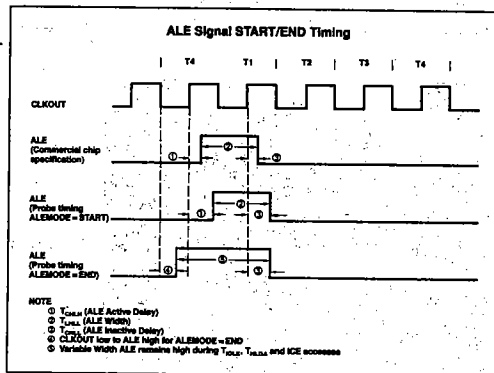 ALE Signal START/END Timing
T4 T1 T2 T3 T4
CLKOUT
ALE
(Commercial chip
specification)
① ② ③
ALE
(Probe timing
ALEMODE=START)
① ② ③
ALE
(Probe timing
ALEMODE=END)
④ ⑤ ③
NOTE
① TCHLH (ALE Active Delay)
② TLHLL (ALE Width)
③ TCHLL (ALE Inactive Delay)
④ CLKOUT low to ALE high for ALEMODE=END
⑤ Variable Width ALE remains high during TIDLE, THLDA and ICE accesses